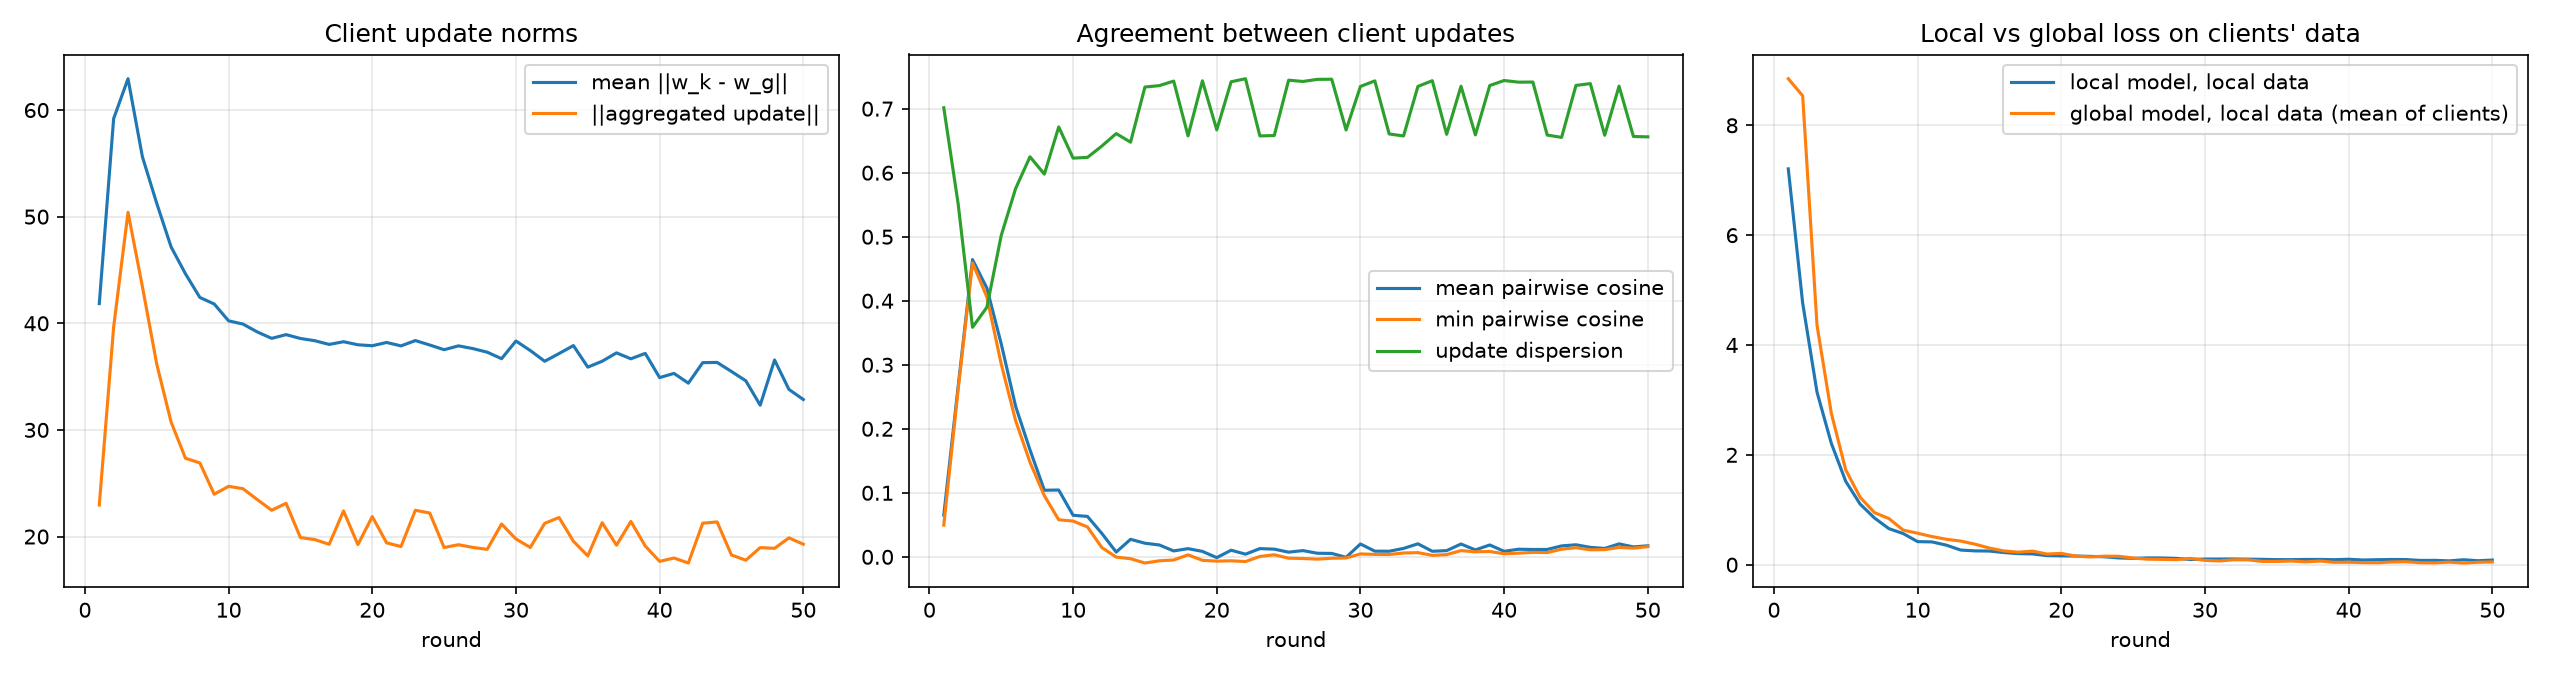 Client update norms
mean ||w_k - w_g||
||aggregated update||
60
50
40
30
20
0
10
20
30
40
50
round
Agreement between client updates
0.7
0.6
0.5
0.4
0.3
0.2
0.1
0.0
mean pairwise cosine
min pairwise cosine
update dispersion
0
10
20
30
40
50
round
Local vs global loss on clients' data
local model, local data
global model, local data (mean of clients)
8
6
4
2
0
0
10
20
30
40
50
round